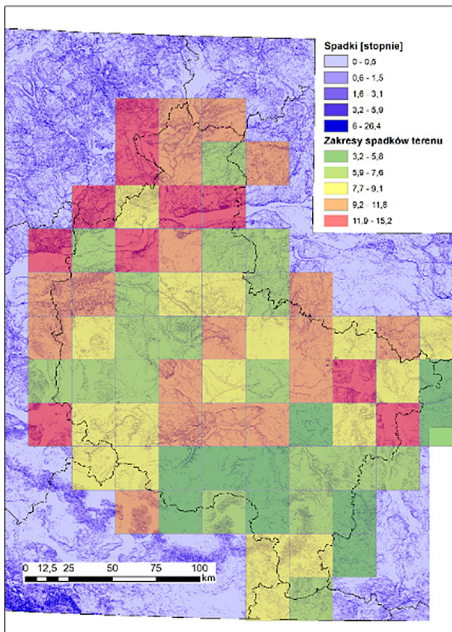 Spadki [stopnie]
0 - 0,6
0,6 - 1,5
1,6 - 3,1
3,2 - 5,9
6 - 26,4
Zakresy spadków terenu
3,2 - 5,8
5,9 - 7,6
7,7 - 9,1
9,2 - 11,8
11,9 - 15,2
0 12,5 25 50 75 100
km